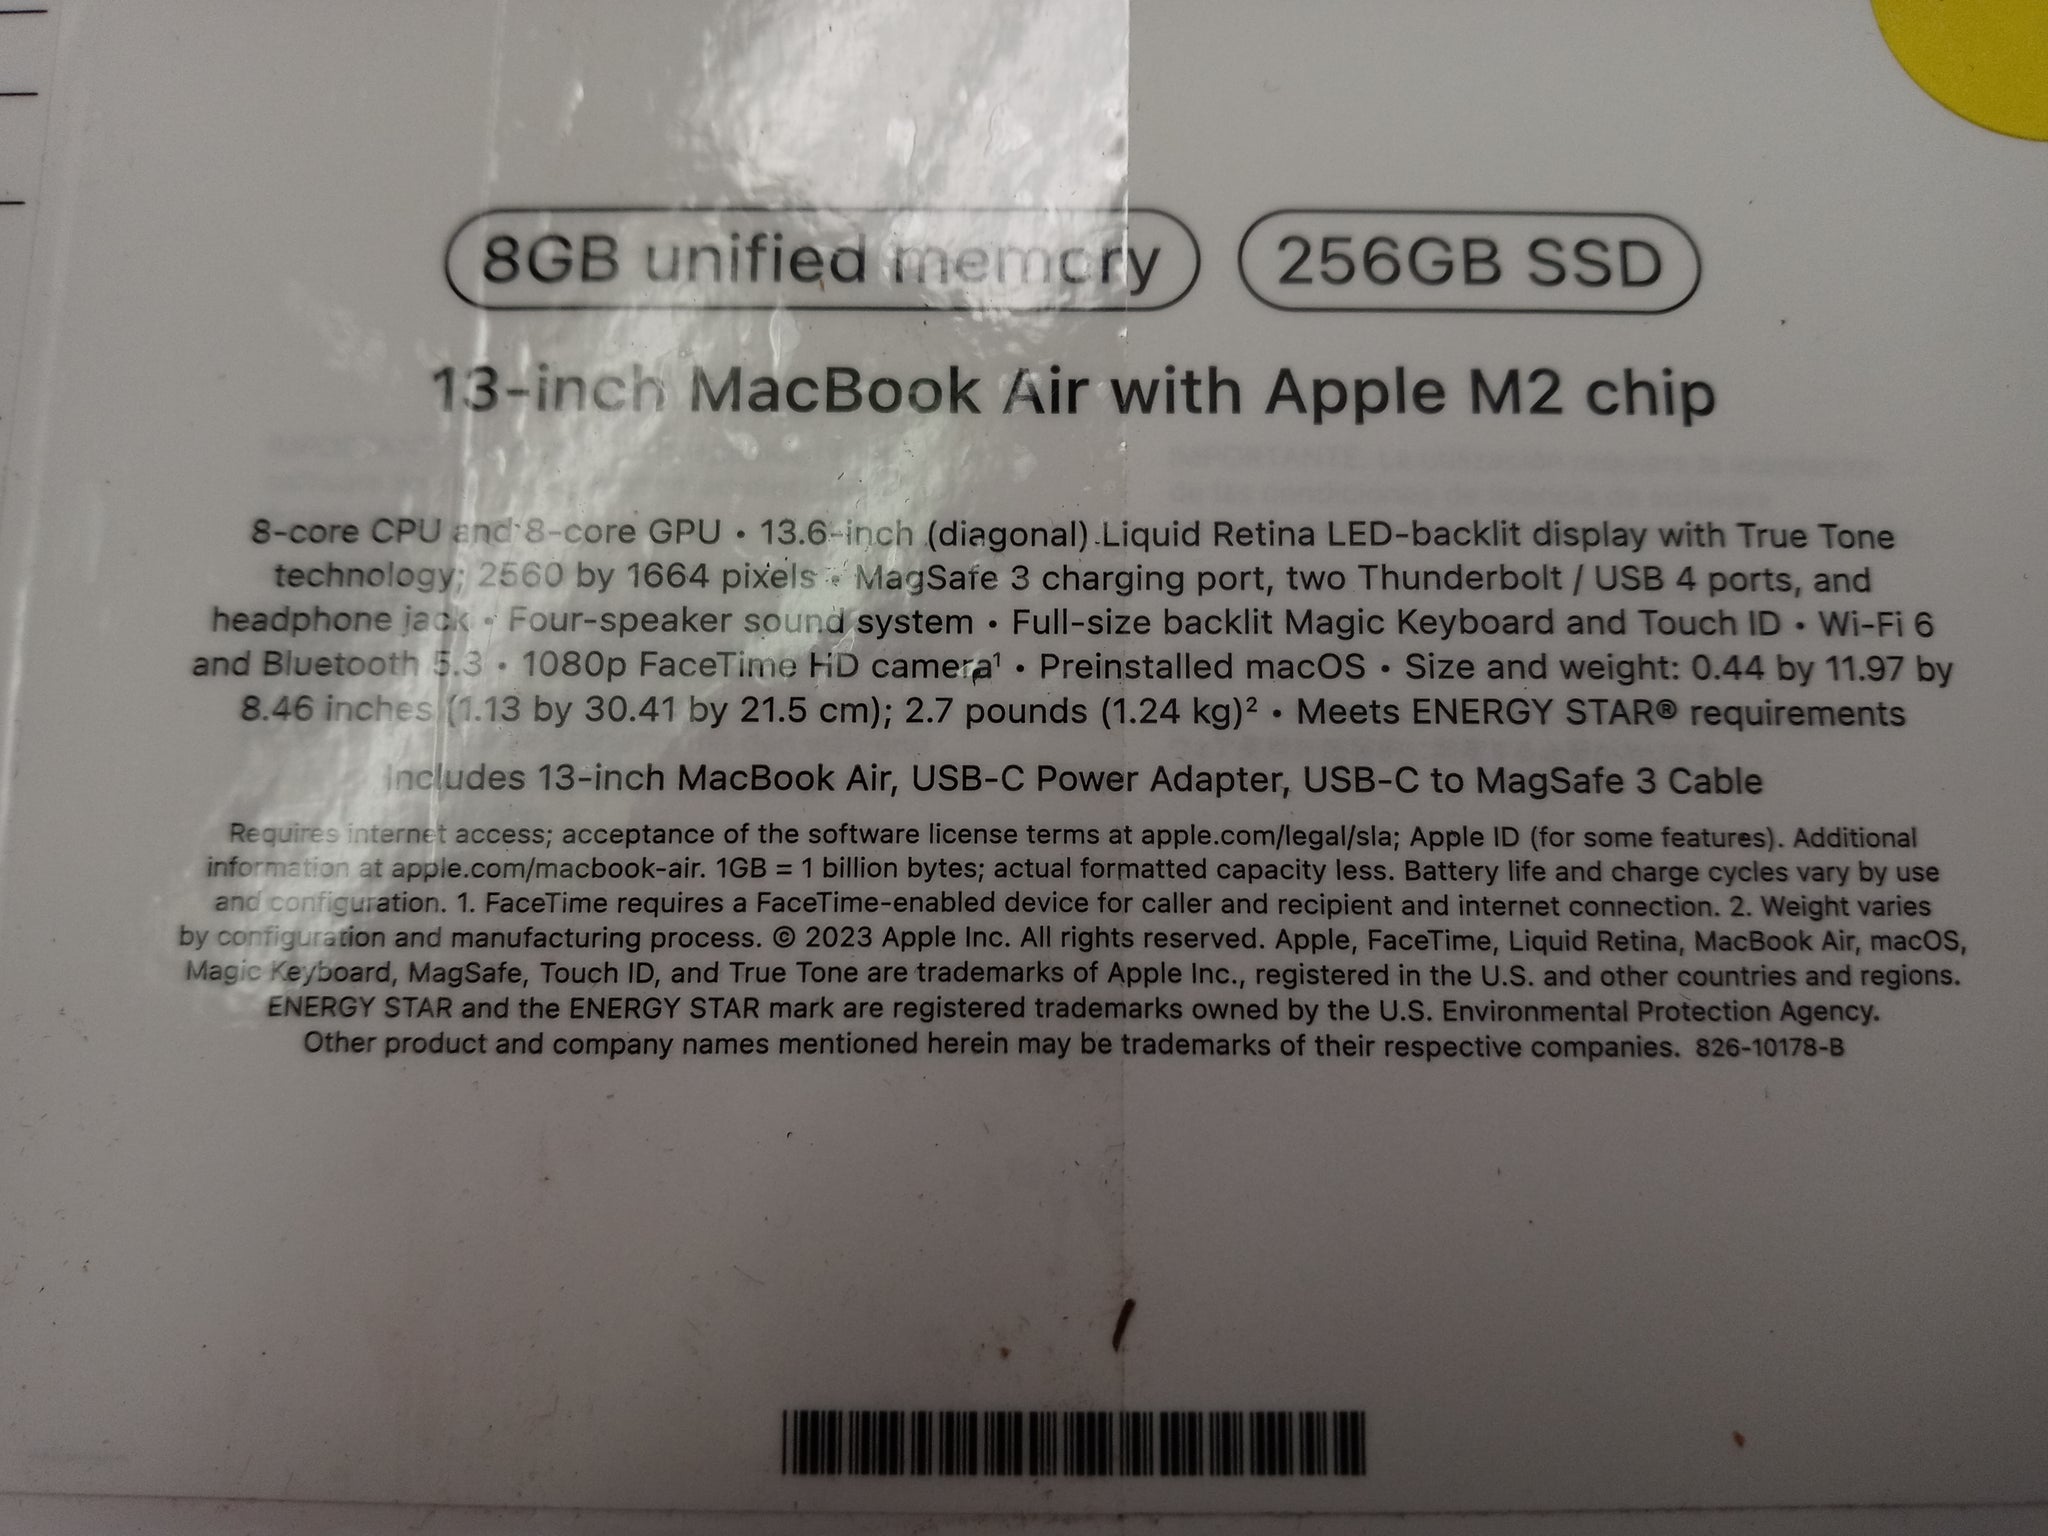 8GB unified memory 256GB SSD
13-inch MacBook Air with Apple M2 chip
8-core CPU and 8-core GPU • 13.6-inch (diagonal) Liquid Retina LED-backlit display with True Tone
technology; 2560 by 1664 pixels • MagSafe 3 charging port, two Thunderbolt / USB 4 ports, and
headphone jack • Four-speaker sound system • Full-size backlit Magic Keyboard and Touch ID • Wi-Fi 6
and Bluetooth 5.3 • 1080p FaceTime HD camera¹ • Preinstalled macOS • Size and weight: 0.44 by 11.97 by
8.46 inches (1.13 by 30.41 by 21.5 cm); 2.7 pounds (1.24 kg)² • Meets ENERGY STAR® requirements
Includes 13-inch MacBook Air, USB-C Power Adapter, USB-C to MagSafe 3 Cable
Requires internet access; acceptance of the software license terms at apple.com/legal/sla; Apple ID (for some features). Additional
information at apple.com/macbook-air. 1GB = 1 billion bytes; actual formatted capacity less. Battery life and charge cycles vary by use
and configuration. 1. FaceTime requires a FaceTime-enabled device for caller and recipient and internet connection. 2. Weight varies
by configuration and manufacturing process. © 2023 Apple Inc. All rights reserved. Apple, FaceTime, Liquid Retina, MacBook Air, macOS,
Magic Keyboard, MagSafe, Touch ID, and True Tone are trademarks of Apple Inc., registered in the U.S. and other countries and regions.
ENERGY STAR and the ENERGY STAR mark are registered trademarks owned by the U.S. Environmental Protection Agency.
Other product and company names mentioned herein may be trademarks of their respective companies. 826-10178-B